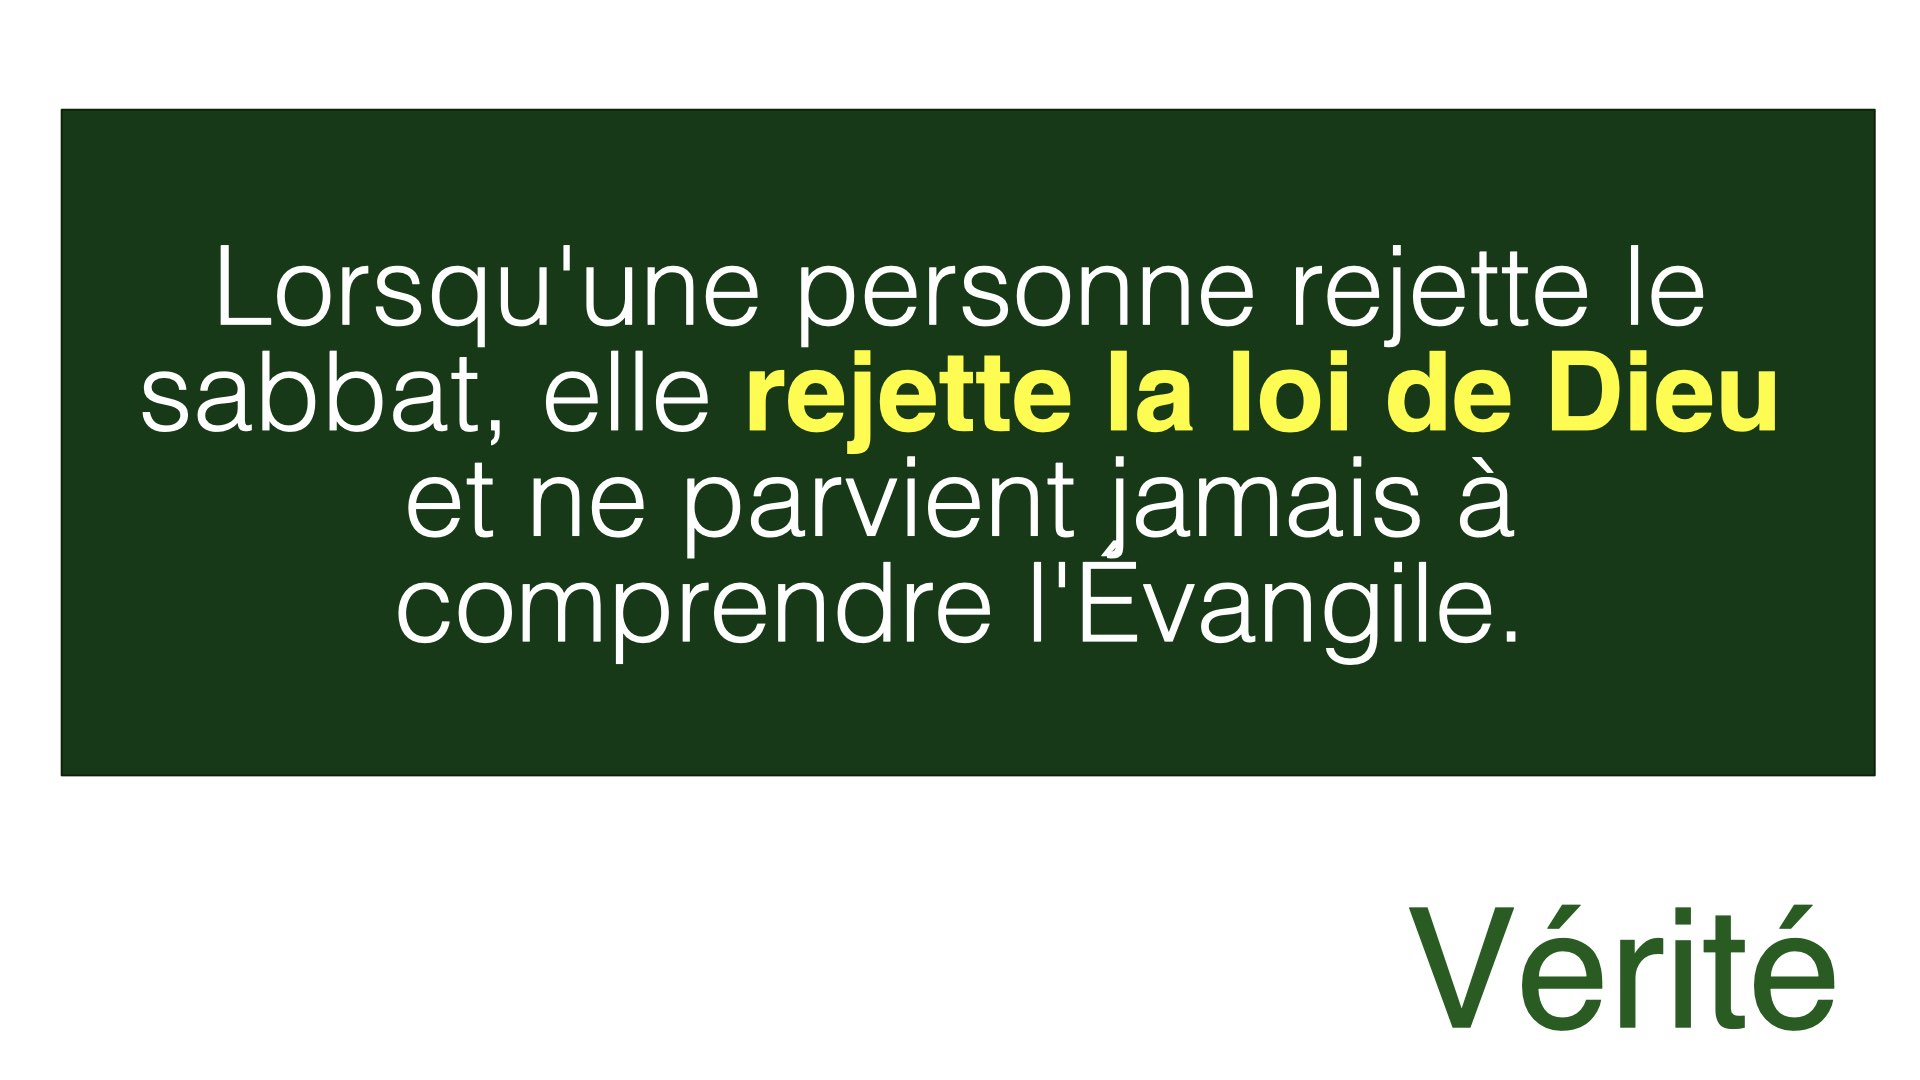 Lorsqu'une personne rejette le
sabbat, elle rejette la loi de Dieu
et ne parvient jamais à
comprendre l'Évangile.
Vérité